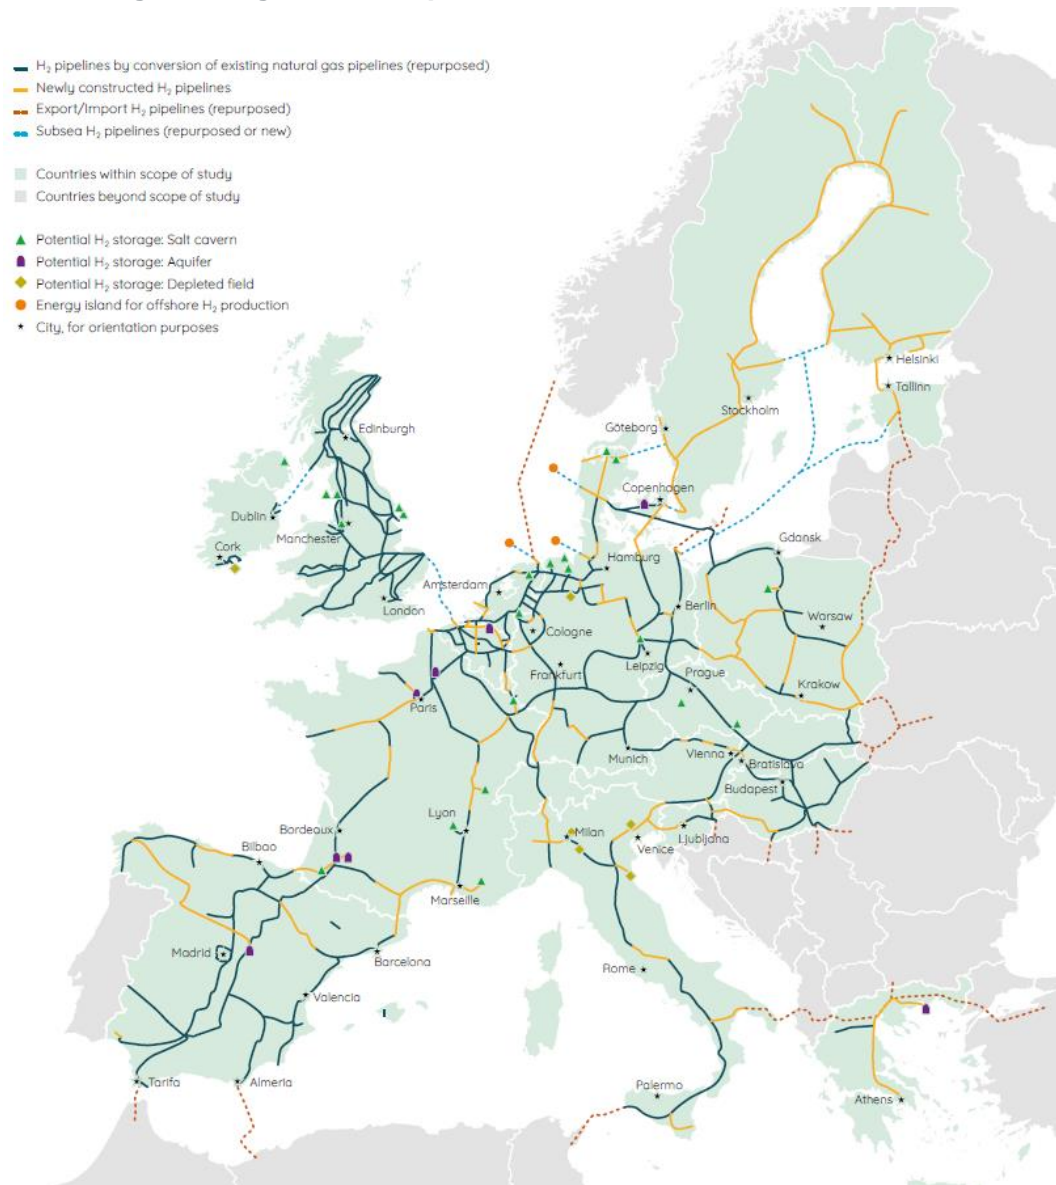 H₂ pipelines by conversion of existing natural gas pipelines (repurposed)
Newly constructed H₂ pipelines
Export/Import H₂ pipelines (repurposed)
Subsea H₂ pipelines (repurposed or new)
Countries within scope of study
Countries beyond scope of study
Potential H₂ storage: Salt cavern
Potential H₂ storage: Aquifer
Potential H₂ storage: Depleted field
Energy island for offshore H₂ production
City, for orientation purposes
Helsinki
Tallinn
Stockholm
Edinburgh
Göteborg
Copenhagen
Dublin
Manchester
Gdansk
Cork
Hamburg
Amsterdam
London
Berlin
Warsaw
Cologne
Leipzig
Frankfurt
Prague
Krakow
Paris
Munich
Vienna
Bratislava
Budapest
Lyon
Bordeaux
Milan
Ljubljana
Bilbao
Venice
Marseille
Madrid
Barcelona
Rome
Valencia
Tarifa
Almeria
Palermo
Athens